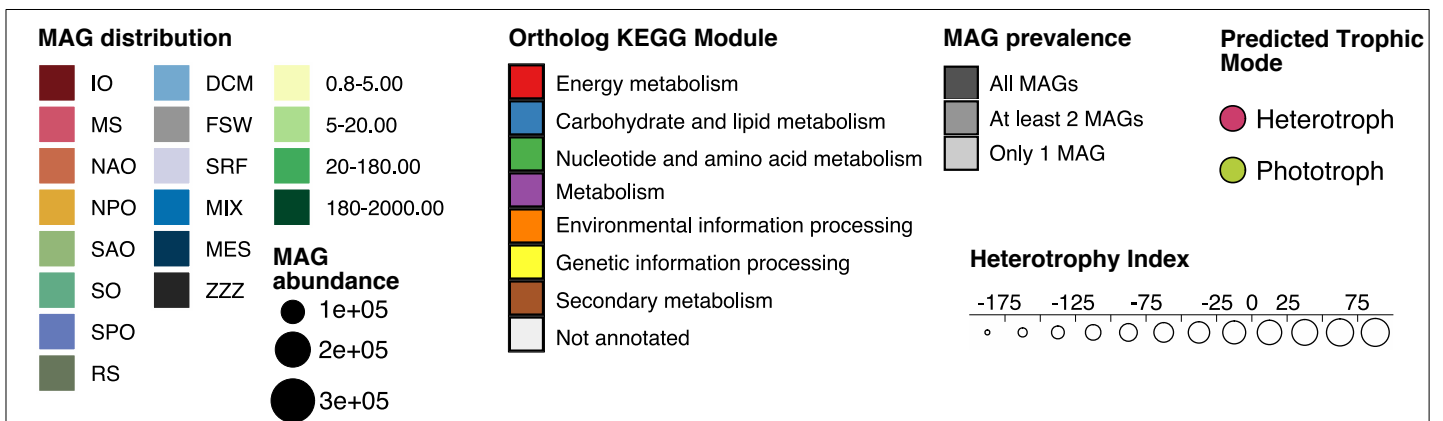 MAG distribution
IO
MS
NAO
NPO
SAO
SO
SPO
RS
DCM
FSW
SRF
MIX
MES
ZZZ
0.8-5.00
5-20.00
20-180.00
180-2000.00
MAG
abundance
1e+05
2e+05
3e+05
Ortholog KEGG Module
Energy metabolism
Carbohydrate and lipid metabolism
Nucleotide and amino acid metabolism
Metabolism
Environmental information processing
Genetic information processing
Secondary metabolism
Not annotated
MAG prevalence
All MAGs
At least 2 MAGs
Only 1 MAG
Predicted Trophic
Mode
Heterotroph
Phototroph
Heterotrophy Index
-175 -125 -75 -25 0 25 75